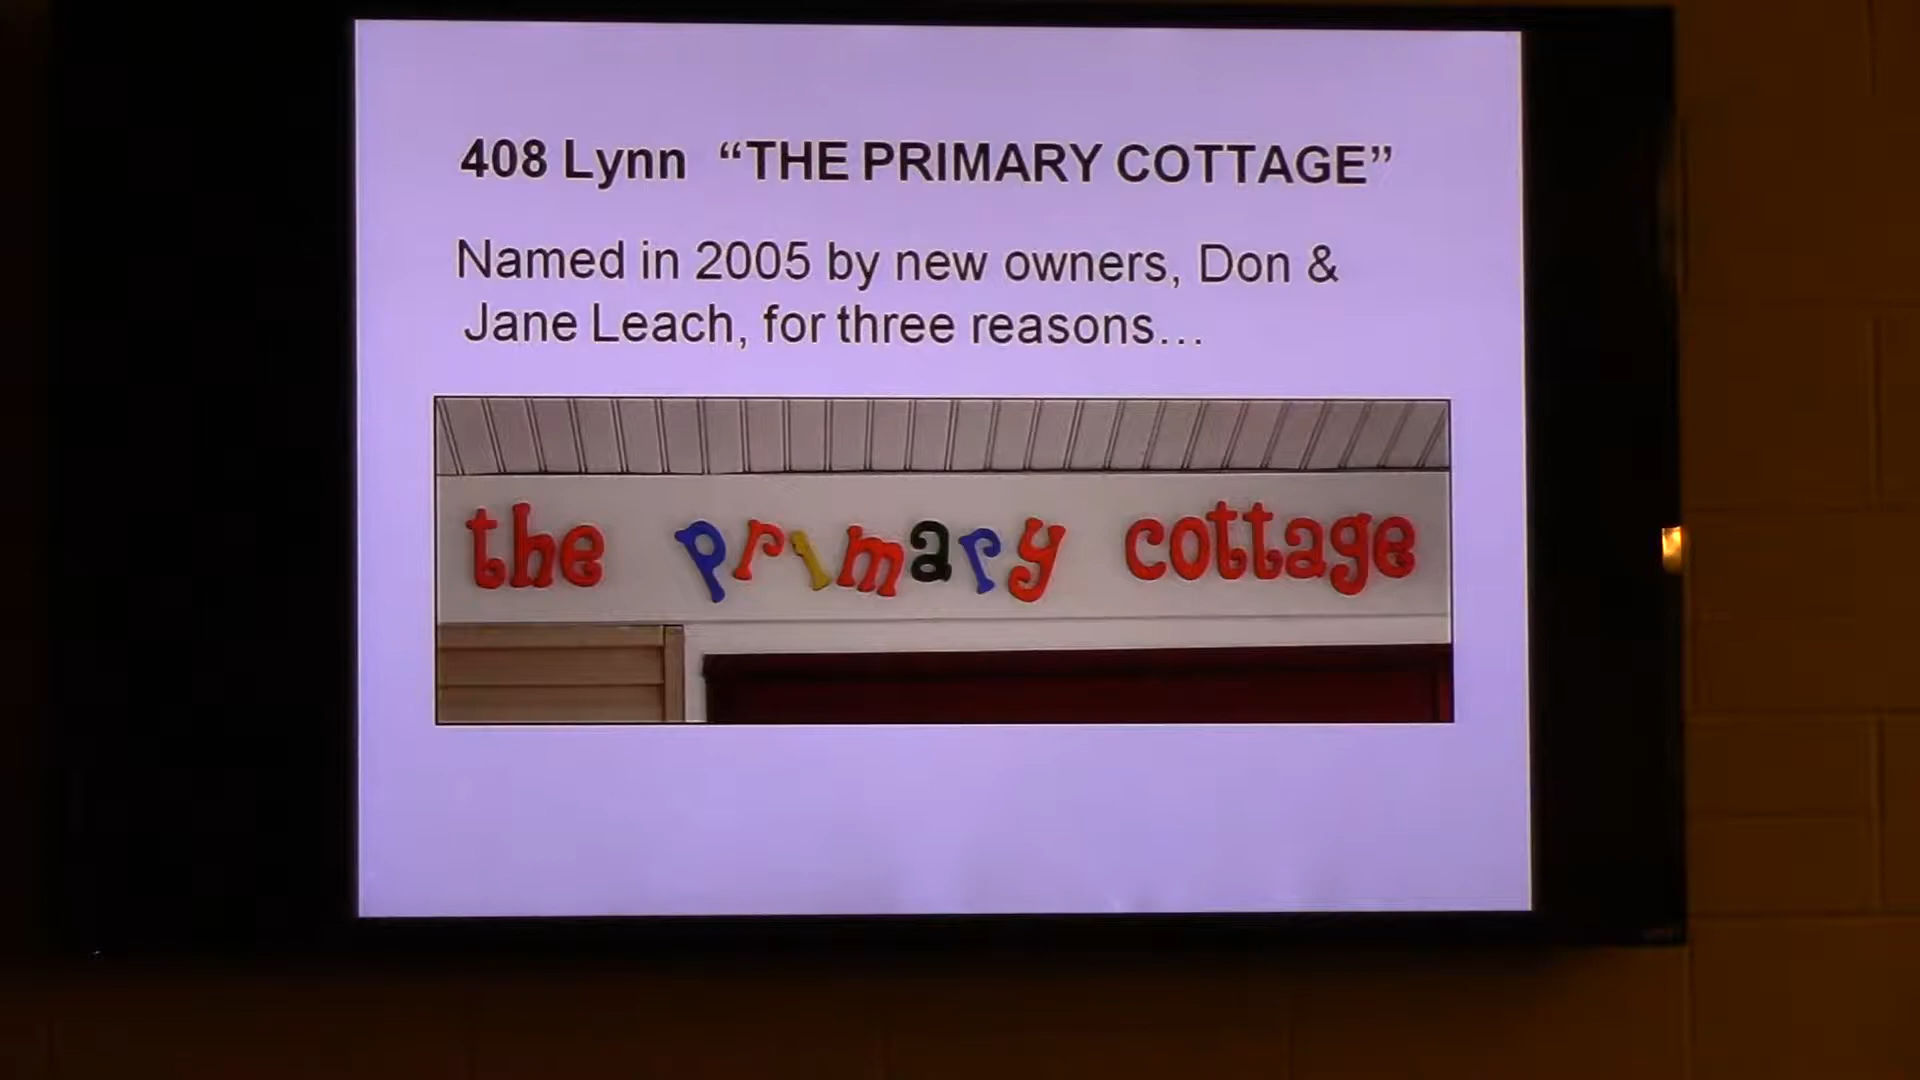 408 Lynn “THE PRIMARY COTTAGE”
Named in 2005 by new owners, Don &
Jane Leach, for three reasons…
the primary cottage